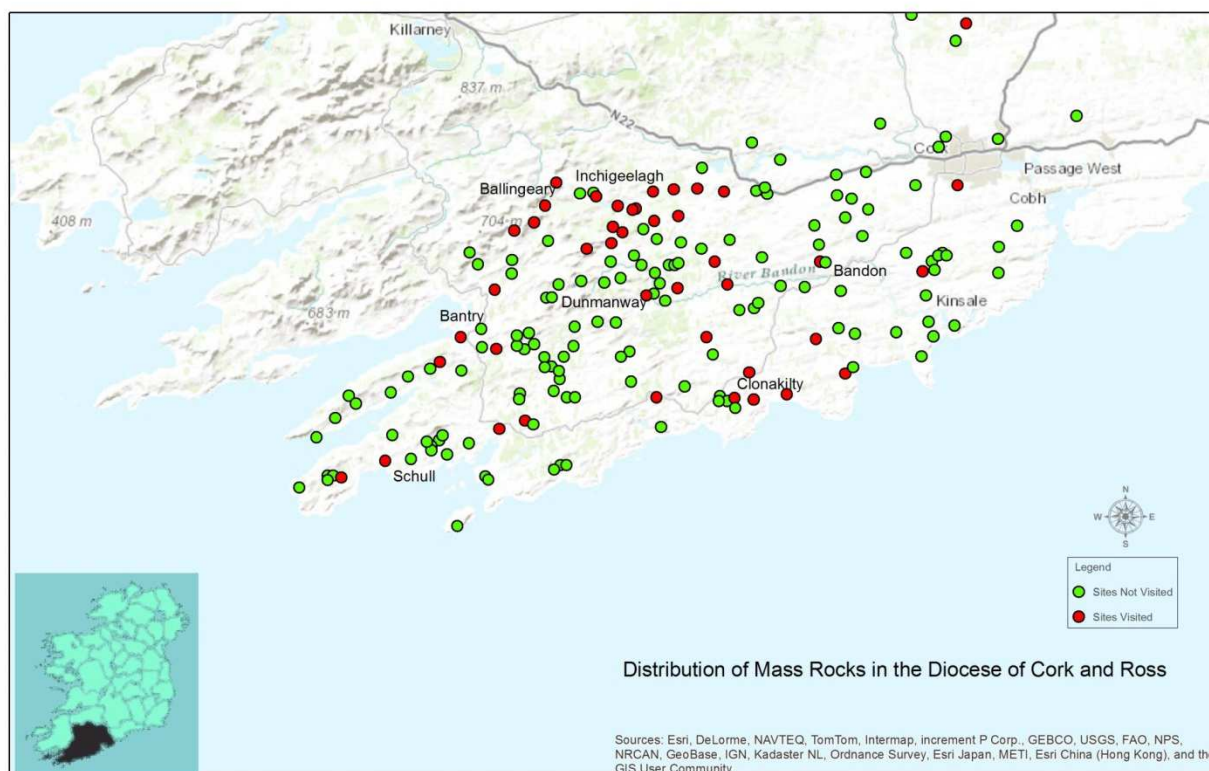 Killarney
837 m
N22
Cork
Passage West
Cobh
Inchigeelagh
Ballingeary
408 m
704 m
River Bandon
Bandon
683 m
Dunmanway
Kinsale
Bantry
Clonakilty
Schull
N
W
E
S
Legend
Sites Not Visited
Sites Visited
Distribution of Mass Rocks in the Diocese of Cork and Ross
Sources: Esri, DeLorme, NAVTEQ, TomTom, Intermap, increment P Corp., GEBCO, USGS, FAO, NPS,
NRCAN, GeoBase, IGN, Kadaster NL, Ordnance Survey, Esri Japan, METI, Esri China (Hong Kong), and the
GIS User Community